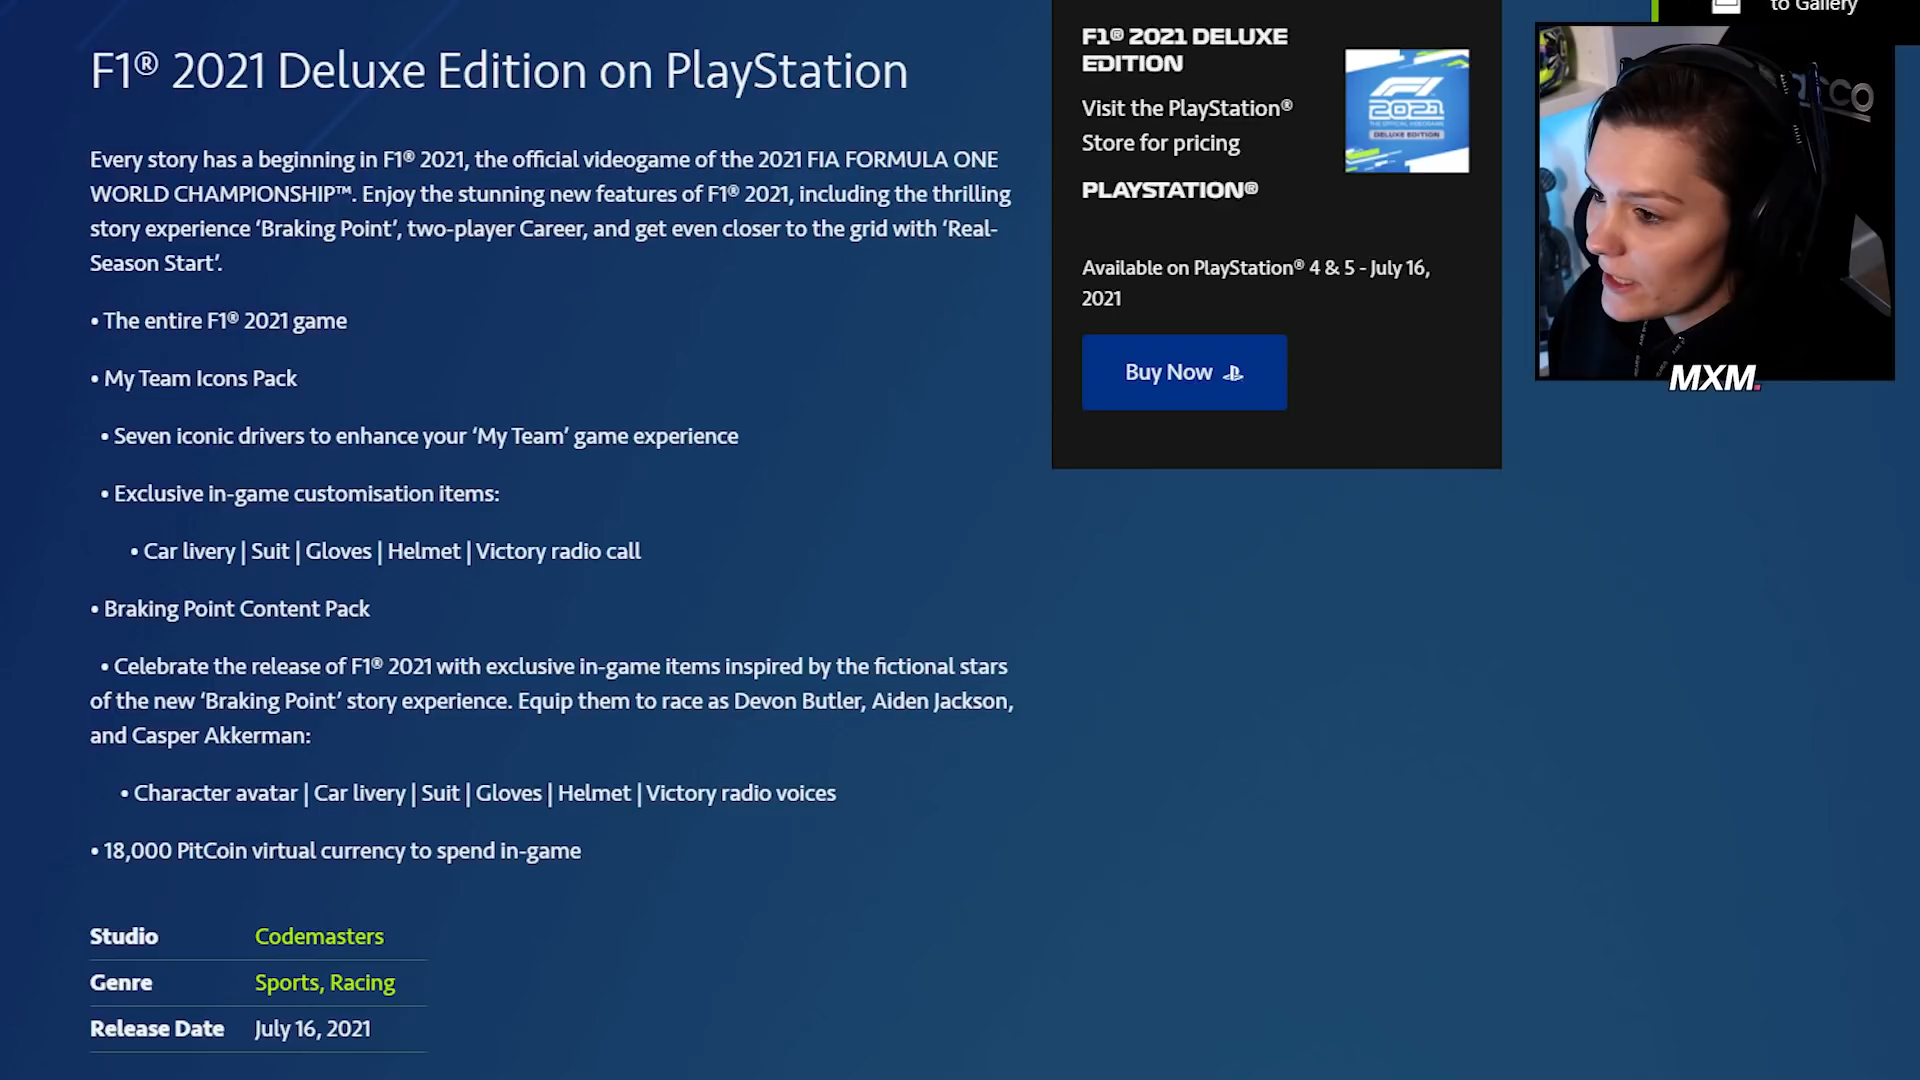 to Gallery
F1® 2021 Deluxe Edition on PlayStation
Every story has a beginning in F1® 2021, the official videogame of the 2021 FIA FORMULA ONE
WORLD CHAMPIONSHIP™. Enjoy the stunning new features of F1® 2021, including the thrilling
story experience ‘Braking Point’, two-player Career, and get even closer to the grid with ‘Real-
Season Start’.
• The entire F1® 2021 game
• My Team Icons Pack
• Seven iconic drivers to enhance your ‘My Team’ game experience
• Exclusive in-game customisation items:
• Car livery | Suit | Gloves | Helmet | Victory radio call
• Braking Point Content Pack
• Celebrate the release of F1® 2021 with exclusive in-game items inspired by the fictional stars
of the new ‘Braking Point’ story experience. Equip them to race as Devon Butler, Aiden Jackson,
and Casper Akkerman:
• Character avatar | Car livery | Suit | Gloves | Helmet | Victory radio voices
• 18,000 PitCoin virtual currency to spend in-game
Studio Codemasters
Genre Sports, Racing
Release Date July 16, 2021
F1® 2021 DELUXE
EDITION
Visit the PlayStation®
Store for pricing
PLAYSTATION®
Available on PlayStation® 4 & 5 - July 16,
2021
Buy Now
F1
2021
DELUXE EDITION
MXM.